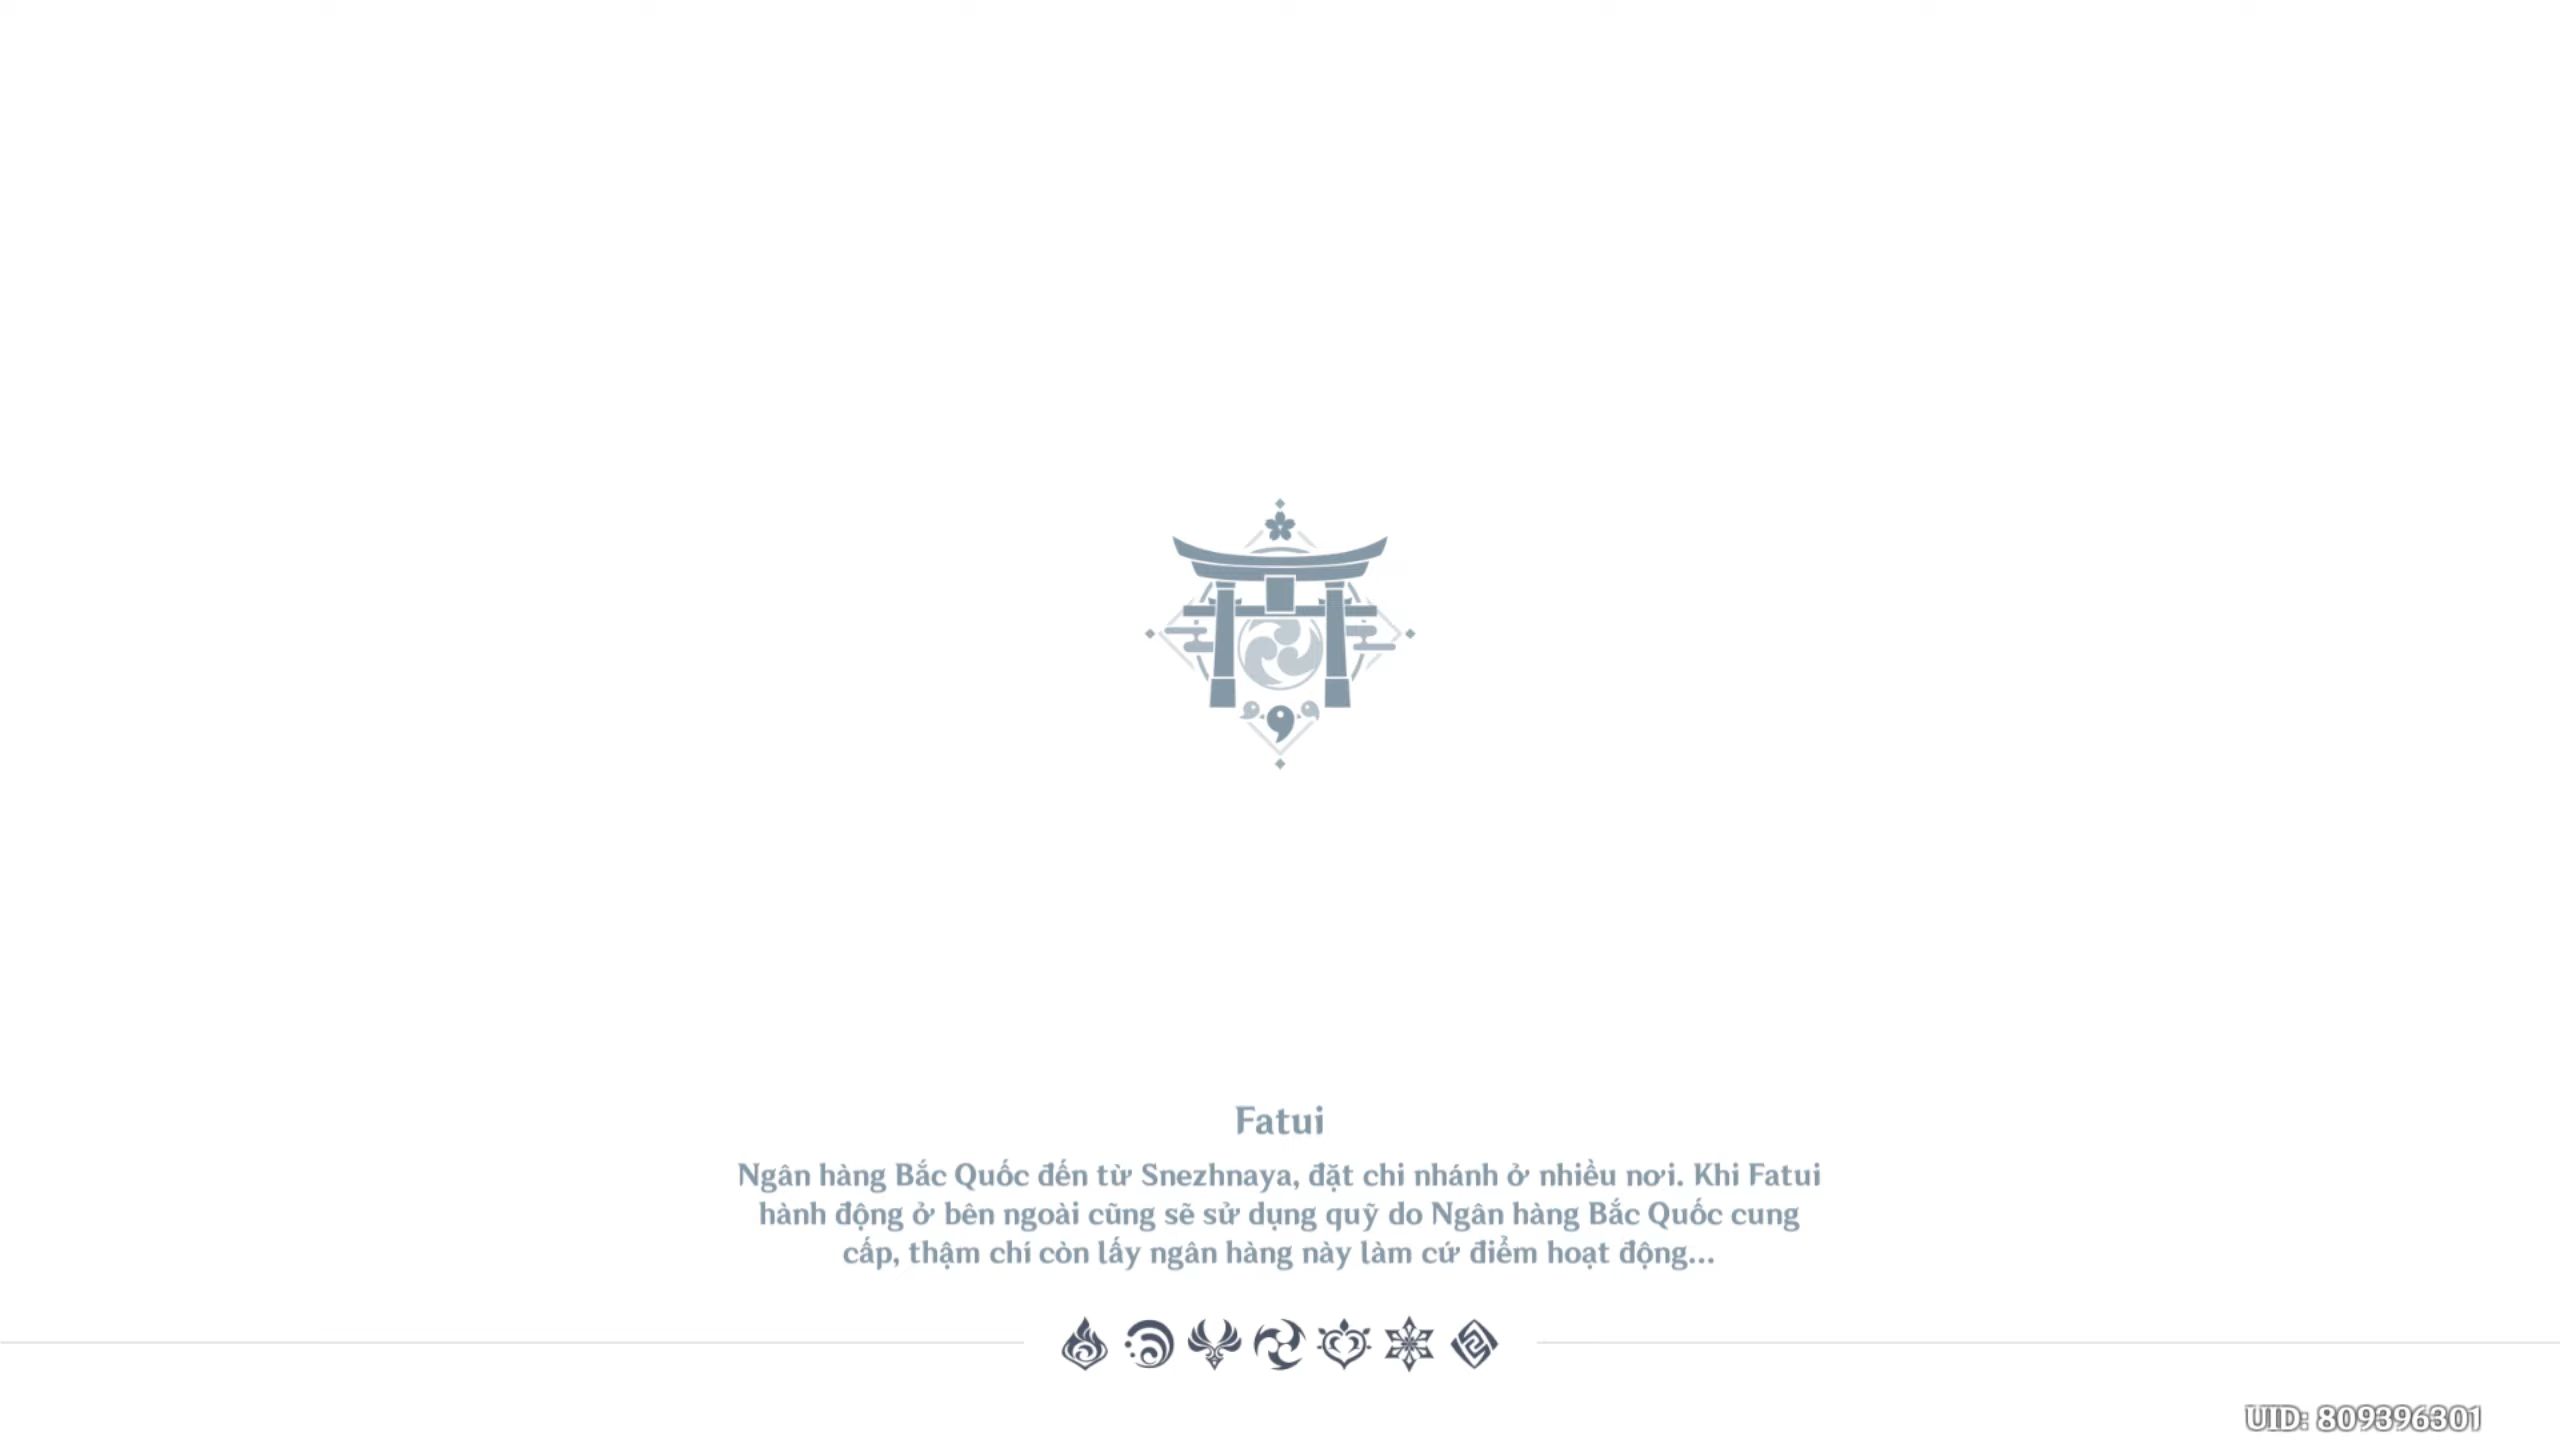 Fatui
Ngân hàng Bắc Quốc đến từ Snezhnaya, đặt chi nhánh ở nhiều nơi. Khi Fatui
hành động ở bên ngoài cũng sẽ sử dụng quỹ do Ngân hàng Bắc Quốc cung
cấp, thậm chí còn lấy ngân hàng này làm cứ điểm hoạt động...
UID: 809396301